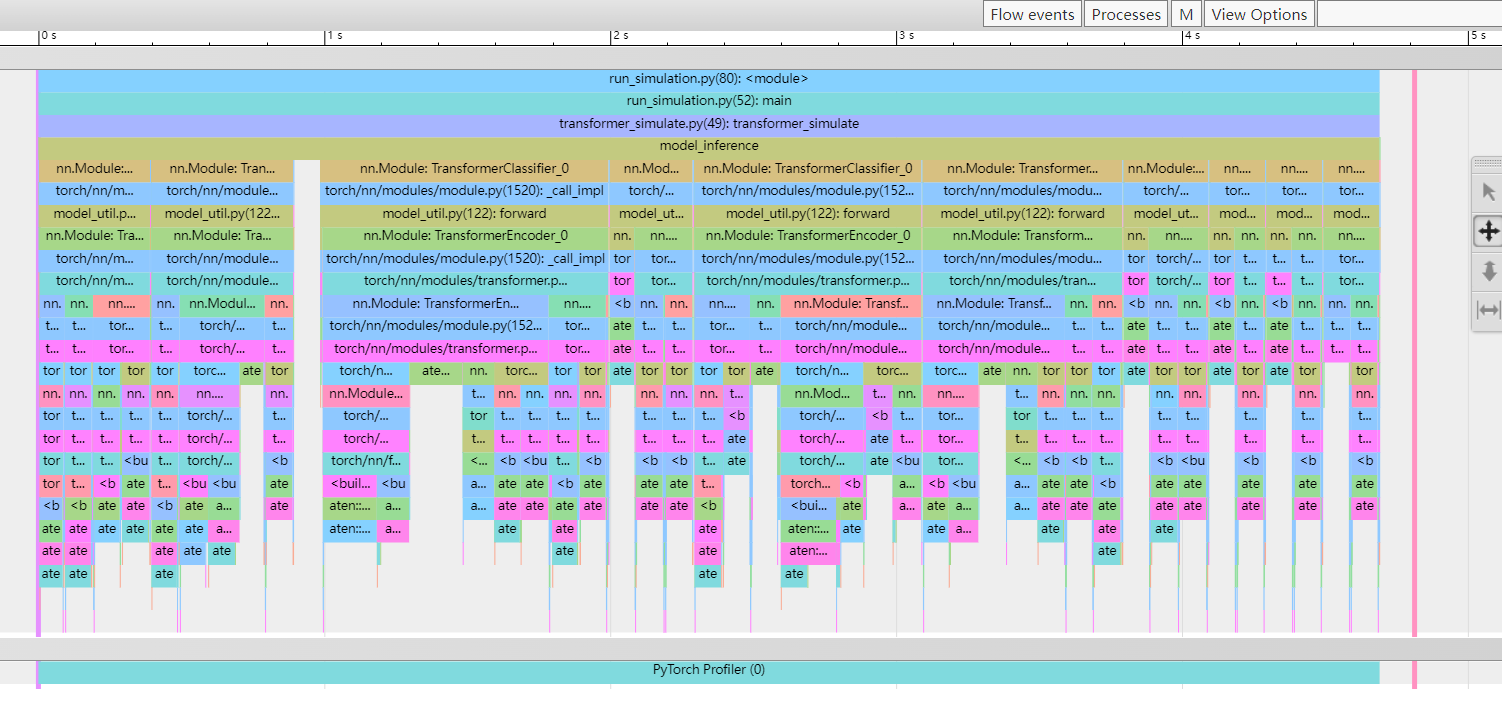 Flow events Processes M View Options
0 s 1 s 2 s 3 s 4 s 5 s
run_simulation.py(80): <module>
run_simulation.py(52): main
transformer_simulate.py(49): transformer_simulate
model_inference
nn.Module:... nn.Module: Tran... nn.Module: TransformerClassifier_0 nn.Mod... nn.Module: TransformerClassifier_0 nn.Module: Transformer... nn.Module:... nn.... nn.... nn....
torch/nn/m... torch/nn/module... torch/nn/modules/module.py(1520): _call_impl torch/... torch/nn/modules/module.py(152... torch/nn/modules/modu... torch/... tor... tor... tor...
model_util.p... model_util.py(122... model_util.py(122): forward model_ut... model_util.py(122): forward model_util.py(122): forward model_ut... mod... mod... mod...
nn.Module: Tra... nn.Module: Tra... nn.Module: TransformerEncoder_0 nn. nn.... nn.Module: TransformerEncoder_0 nn.Module: Transform... nn. nn.... nn. nn. nn. nn. nn....
torch/nn/m... torch/nn/module... torch/nn/modules/module.py(1520): _call_impl tor tor... torch/nn/modules/module.py(152... torch/nn/modules/modu... tor torch/... tor t... t... t... tor...
torch/nn/m... torch/nn/module... torch/nn/modules/transformer.p... tor tor... torch/nn/modules/transformer.p... torch/nn/modules/tran... tor torch/... tor t... t... t... tor...
nn. nn. nn.... nn. nn.Modul... nn. nn.Module: TransformerEn... nn.... <b nn. nn. nn.... nn. nn.Module: Transf... nn.Module: Transf... nn. nn. <b nn. nn. <b nn. <b nn. nn. nn.
t... t... tor... t... torch/... t... torch/nn/modules/module.py(152... tor... ate t... t... tor... t... torch/nn/module... torch/nn/module... t... t... ate t... t... ate t... ate t... t... t...
t... t... tor... t... torch/... t... torch/nn/modules/transformer.p... tor... ate t... t... tor... t... torch/nn/module... torch/nn/module... t... t... ate t... t... ate t... ate t... t... t...
tor tor tor tor tor torc... ate tor torch/n... ate... nn. torc... tor tor ate tor tor tor tor ate torch/nn/... torc... torc... ate nn. tor tor tor ate tor tor ate tor ate tor tor
nn. nn. nn. nn. nn. nn.... nn. nn.Module... t... nn. nn. nn. nn. nn. nn. nn. t... nn.Mod... t... nn. nn.... t... nn. nn. nn. nn. nn. nn. nn. nn.
tor t... t... t... t... torch/... t... torch/... tor t... t... t... t... t... t... t... <b torch/... <b t... torc... tor t... t... t... t... t... t... t... t...
tor t... t... t... t... torch/... t... torch/... t... t... t... t... t... t... t... t... ate torch/... ate t... tor... t... t... t... t... t... t... t... t... t...
tor t... t... <bu t... torch/... <b torch/nn/f... <... <b <bu t... <b <b <b t... ate torch/... ate <bu tor... <... <b <b t... <b <bu <b <b <b
tor t... <b ate t... <bu <bu ate <buil... <bu a... ate ate <b ate ate ate t... torch... <b a... <b <bu a... ate ate <b ate ate ate ate ate
<b <b ate ate <b ate a... ate aten::... a... a... ate ate ate ate ate ate <b <bui... ate a... ate a... a... ate ate ate ate ate ate ate ate
ate ate ate ate ate ate a... aten::... a... ate ate ate aten::... ate ate a... ate ate ate
ate ate ate ate ate ate ate aten:... ate
ate ate ate ate ate
PyTorch Profiler (0)